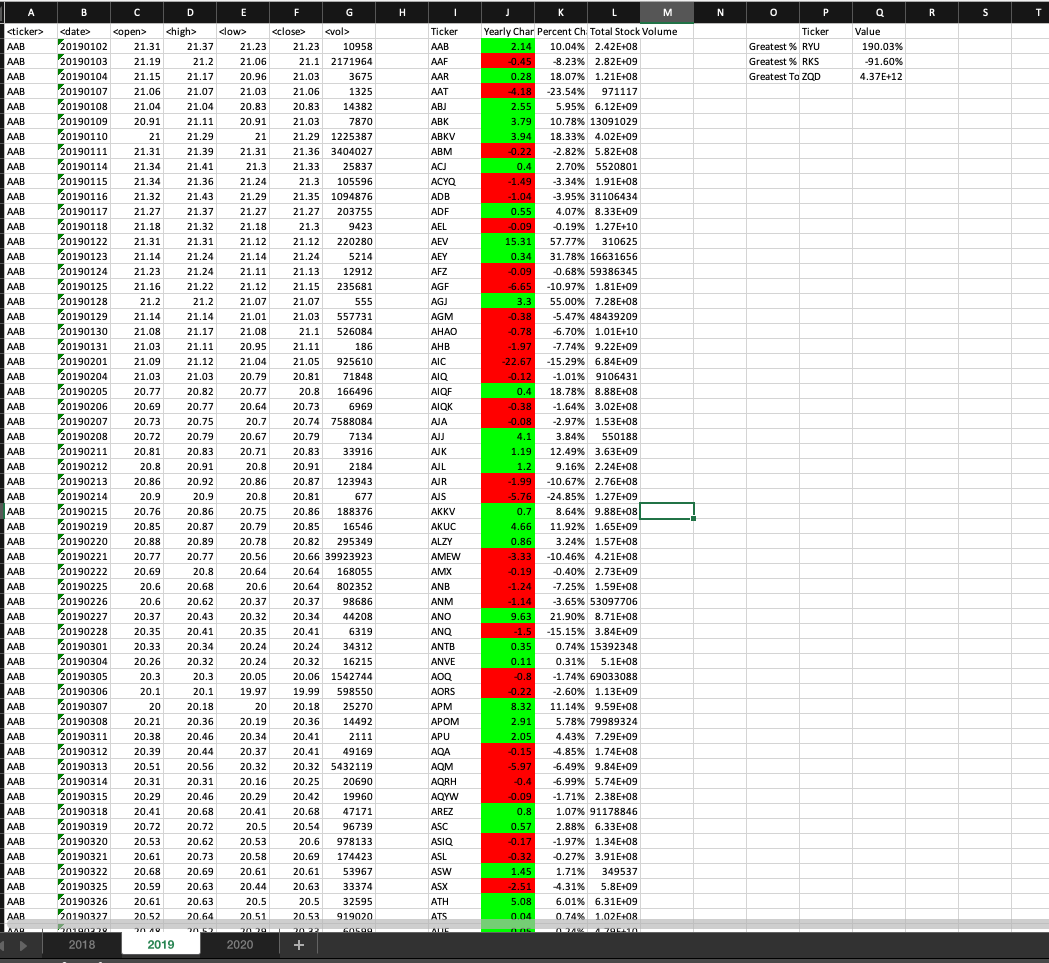 A B C D E F G H I J K L M N O P Q R S T
<ticker> <date> <open> <high> <low> <close> <vol> Ticker Yearly Char Percent Ch Total Stock Volume Ticker Value
AAB 20190102 21.31 21.37 21.23 21.23 10958 AAB 2.14 10.04% 2.42E+08 Greatest % RYU 190.03%
AAB 20190103 21.19 21.2 21.06 21.1 2171964 AAF -0.45 -8.23% 2.82E+09 Greatest % RKS -91.60%
AAB 20190104 21.15 21.17 20.96 21.03 3675 AAR 0.28 18.07% 1.21E+08 Greatest To ZQD 4.37E+12
AAB 20190107 21.06 21.07 21.03 21.06 1325 AAT -4.18 -23.54% 971117
AAB 20190108 21.04 21.04 20.83 20.83 14382 ABJ 2.55 5.95% 6.12E+09
AAB 20190109 20.91 21.11 20.91 21.03 7870 ABK 3.79 10.78% 13091029
AAB 20190110 21 21.29 21 21.29 1225387 ABKV 3.94 18.33% 4.02E+09
AAB 20190111 21.31 21.39 21.31 21.36 3404027 ABM -0.22 -2.82% 5.82E+08
AAB 20190114 21.34 21.41 21.3 21.33 25837 ACJ 0.4 2.70% 5520801
AAB 20190115 21.34 21.36 21.24 21.3 105596 ACYQ -1.49 -3.34% 1.91E+08
AAB 20190116 21.32 21.43 21.29 21.35 1094876 ADB -1.04 -3.95% 31106434
AAB 20190117 21.27 21.37 21.27 21.27 203755 ADF 0.55 4.07% 8.33E+09
AAB 20190118 21.18 21.32 21.18 21.3 9423 AEL -0.09 -0.19% 1.27E+10
AAB 20190122 21.31 21.31 21.12 21.12 220280 AEV 15.31 57.77% 310625
AAB 20190123 21.14 21.24 21.14 21.24 5214 AEY 0.34 31.78% 16631656
AAB 20190124 21.23 21.24 21.11 21.13 12912 AFZ -0.09 -0.68% 59386345
AAB 20190125 21.16 21.22 21.12 21.15 235681 AGF -6.65 -10.97% 1.81E+09
AAB 20190128 21.2 21.2 21.07 21.07 555 AGJ 3.3 55.00% 7.28E+08
AAB 20190129 21.14 21.14 21.01 21.03 557731 AGM -0.38 -5.47% 48439209
AAB 20190130 21.08 21.17 21.08 21.1 526084 AHAO -0.78 -6.70% 1.01E+10
AAB 20190131 21.03 21.11 20.95 21.11 186 AHB -1.97 -7.74% 9.22E+09
AAB 20190201 21.09 21.12 21.04 21.05 925610 AIC -22.67 -15.29% 6.84E+09
AAB 20190204 21.03 21.03 20.79 20.81 71848 AIQ -0.12 -1.01% 9106431
AAB 20190205 20.77 20.82 20.77 20.8 166496 AIQF 0.4 18.78% 8.88E+08
AAB 20190206 20.69 20.77 20.64 20.73 6969 AIQK -0.38 -1.64% 3.02E+08
AAB 20190207 20.73 20.75 20.7 20.74 7588084 AJA -0.08 -2.97% 1.53E+08
AAB 20190208 20.72 20.79 20.67 20.79 7134 AJJ 4.1 3.84% 550188
AAB 20190211 20.81 20.83 20.71 20.83 33916 AJK 1.19 12.49% 3.63E+09
AAB 20190212 20.8 20.91 20.8 20.91 2184 AJL 1.2 9.16% 2.24E+08
AAB 20190213 20.86 20.92 20.86 20.87 123943 AJR -1.99 -10.67% 2.76E+08
AAB 20190214 20.9 20.9 20.8 20.81 677 AJS -5.76 -24.85% 1.27E+09
AAB 20190215 20.76 20.86 20.75 20.86 188376 AKKV 0.7 8.64% 9.88E+08
AAB 20190219 20.85 20.87 20.79 20.85 16546 AKUC 4.66 11.92% 1.65E+09
AAB 20190220 20.88 20.89 20.78 20.82 295349 ALZY 0.86 3.24% 1.57E+08
AAB 20190221 20.77 20.77 20.56 20.66 39923923 AMEW -3.33 -10.46% 4.21E+08
AAB 20190222 20.69 20.8 20.64 20.64 168055 AMX -0.19 -0.40% 2.73E+09
AAB 20190225 20.6 20.68 20.6 20.64 802352 ANB -1.24 -7.25% 1.59E+08
AAB 20190226 20.6 20.62 20.37 20.37 98686 ANM -1.14 -3.65% 53097706
AAB 20190227 20.37 20.43 20.32 20.34 44208 ANO 9.63 21.90% 8.71E+08
AAB 20190228 20.35 20.41 20.35 20.41 6319 ANQ -1.5 -15.15% 3.84E+09
AAB 20190301 20.33 20.34 20.24 20.24 34312 ANTB 0.35 0.74% 15392348
AAB 20190304 20.26 20.32 20.24 20.32 16215 ANVE 0.11 0.31% 5.1E+08
AAB 20190305 20.3 20.3 20.05 20.06 1542744 AOQ -0.8 -1.74% 69033088
AAB 20190306 20.1 20.1 19.97 19.99 598550 AORS -0.22 -2.60% 1.13E+09
AAB 20190307 20 20.18 20 20.18 25270 APM 8.32 11.14% 9.59E+08
AAB 20190308 20.21 20.36 20.19 20.36 14492 APOM 2.91 5.78% 79989324
AAB 20190311 20.38 20.46 20.34 20.41 2111 APU 2.05 4.43% 7.29E+09
AAB 20190312 20.39 20.44 20.37 20.41 49169 AQA -0.15 -4.85% 1.74E+08
AAB 20190313 20.51 20.56 20.32 20.32 5432119 AQM -5.97 -6.49% 9.84E+09
AAB 20190314 20.31 20.31 20.16 20.25 20690 AQRH -0.4 -6.99% 5.74E+09
AAB 20190315 20.29 20.46 20.29 20.42 19960 AQYW -0.09 -1.71% 2.38E+08
AAB 20190318 20.41 20.68 20.41 20.68 47171 AREZ 0.8 1.07% 91178846
AAB 20190319 20.72 20.72 20.5 20.54 96739 ASC 0.57 2.88% 6.33E+08
AAB 20190320 20.53 20.62 20.53 20.6 978133 ASIQ -0.17 -1.97% 1.34E+08
AAB 20190321 20.61 20.73 20.58 20.69 174423 ASL -0.32 -0.27% 3.91E+08
AAB 20190322 20.68 20.69 20.61 20.61 53967 ASW 1.45 1.71% 349537
AAB 20190325 20.59 20.63 20.44 20.63 33374 ASX -2.51 -4.31% 5.8E+09
AAB 20190326 20.61 20.63 20.5 20.5 32595 ATH 5.08 6.01% 6.31E+09
AAB 20190327 20.52 20.64 20.51 20.53 919020 ATS 0.04 0.74% 1.02E+08
2018 2019 2020 +